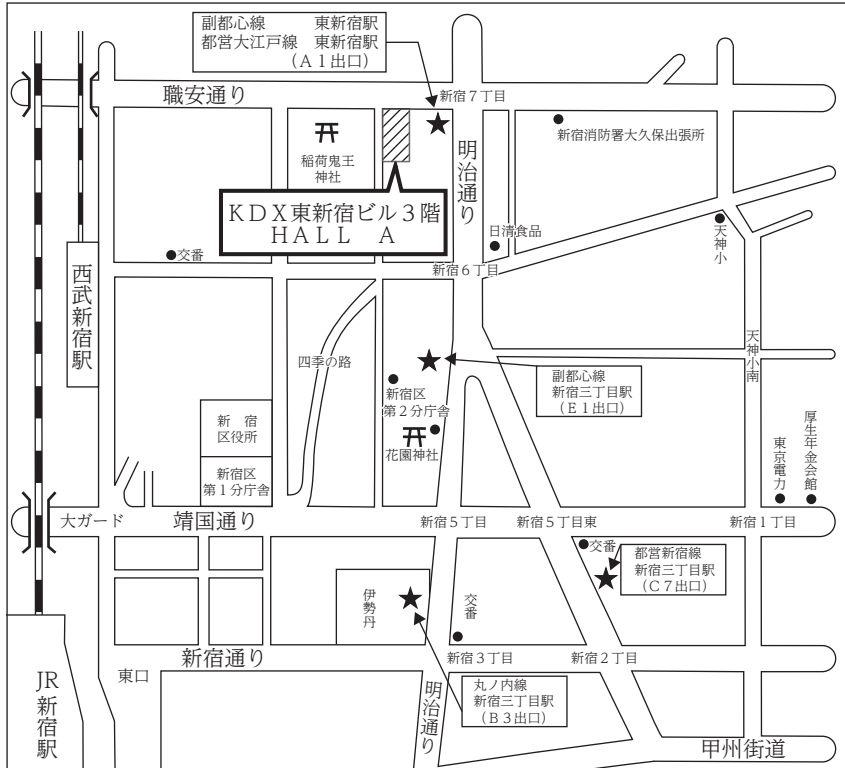 副都心線　東新宿駅
都営大江戸線　東新宿駅
（A１出口）
職安通り
新宿７丁目
新宿消防署大久保出張所
稲荷鬼王
神社
明治通り
KDX東新宿ビル３階
HALL　A
日清食品
天神小
交番
新宿６丁目
西武新宿駅
四季の路
天神小南
副都心線
新宿三丁目駅
（E１出口）
新宿区
第２分庁舎
新　宿
区役所
花園神社
新宿区
第１分庁舎
東京電力
厚生年金会館
大ガード
靖国通り
新宿５丁目
新宿５丁目東
新宿１丁目
交番
都営新宿線
新宿三丁目駅
（C７出口）
伊勢丹
交番
新宿通り
新宿３丁目
新宿２丁目
東口
JR新宿駅
明治通り
丸ノ内線
新宿三丁目駅
（B３出口）
甲州街道